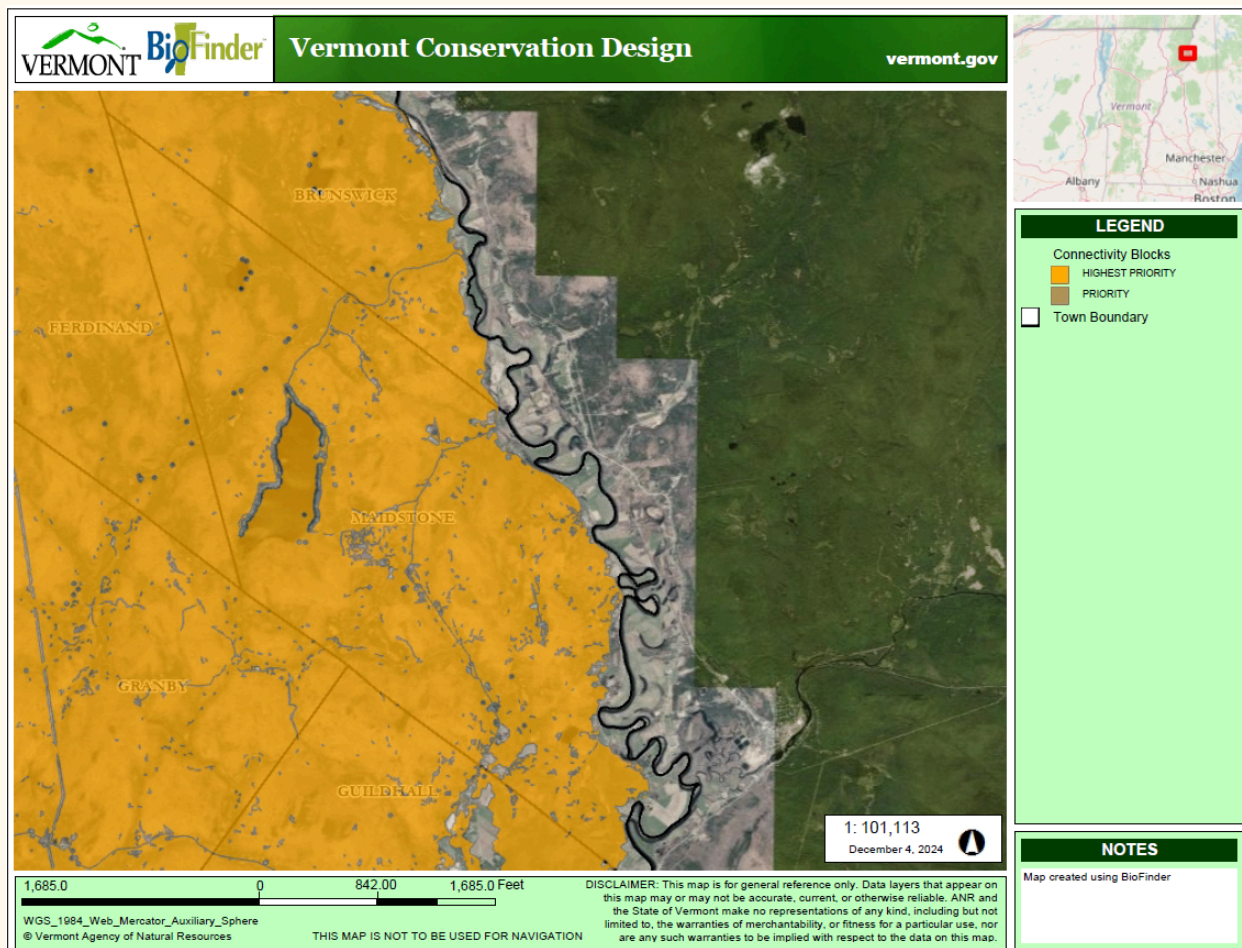 VERMONT
BioFinder
Vermont Conservation Design
vermont.gov
Vermont
Manchester
Albany
Nashua
Boston
BRUNSWICK
FERDINAND
MAIDSTONE
GRANBY
GUILDHALL
LEGEND
Connectivity Blocks
HIGHEST PRIORITY
PRIORITY
Town Boundary
1: 101,113
December 4, 2024
NOTES
Map created using BioFinder
1,685.0 0 842.00 1,685.0 Feet
WGS_1984_Web_Mercator_Auxiliary_Sphere
© Vermont Agency of Natural Resources
THIS MAP IS NOT TO BE USED FOR NAVIGATION
DISCLAIMER: This map is for general reference only. Data layers that appear on
this map may or may not be accurate, current, or otherwise reliable. ANR and
the State of Vermont make no representations of any kind, including but not
limited to, the warranties of merchantability, or fitness for a particular use, nor
are any such warranties to be implied with respect to the data on this map.